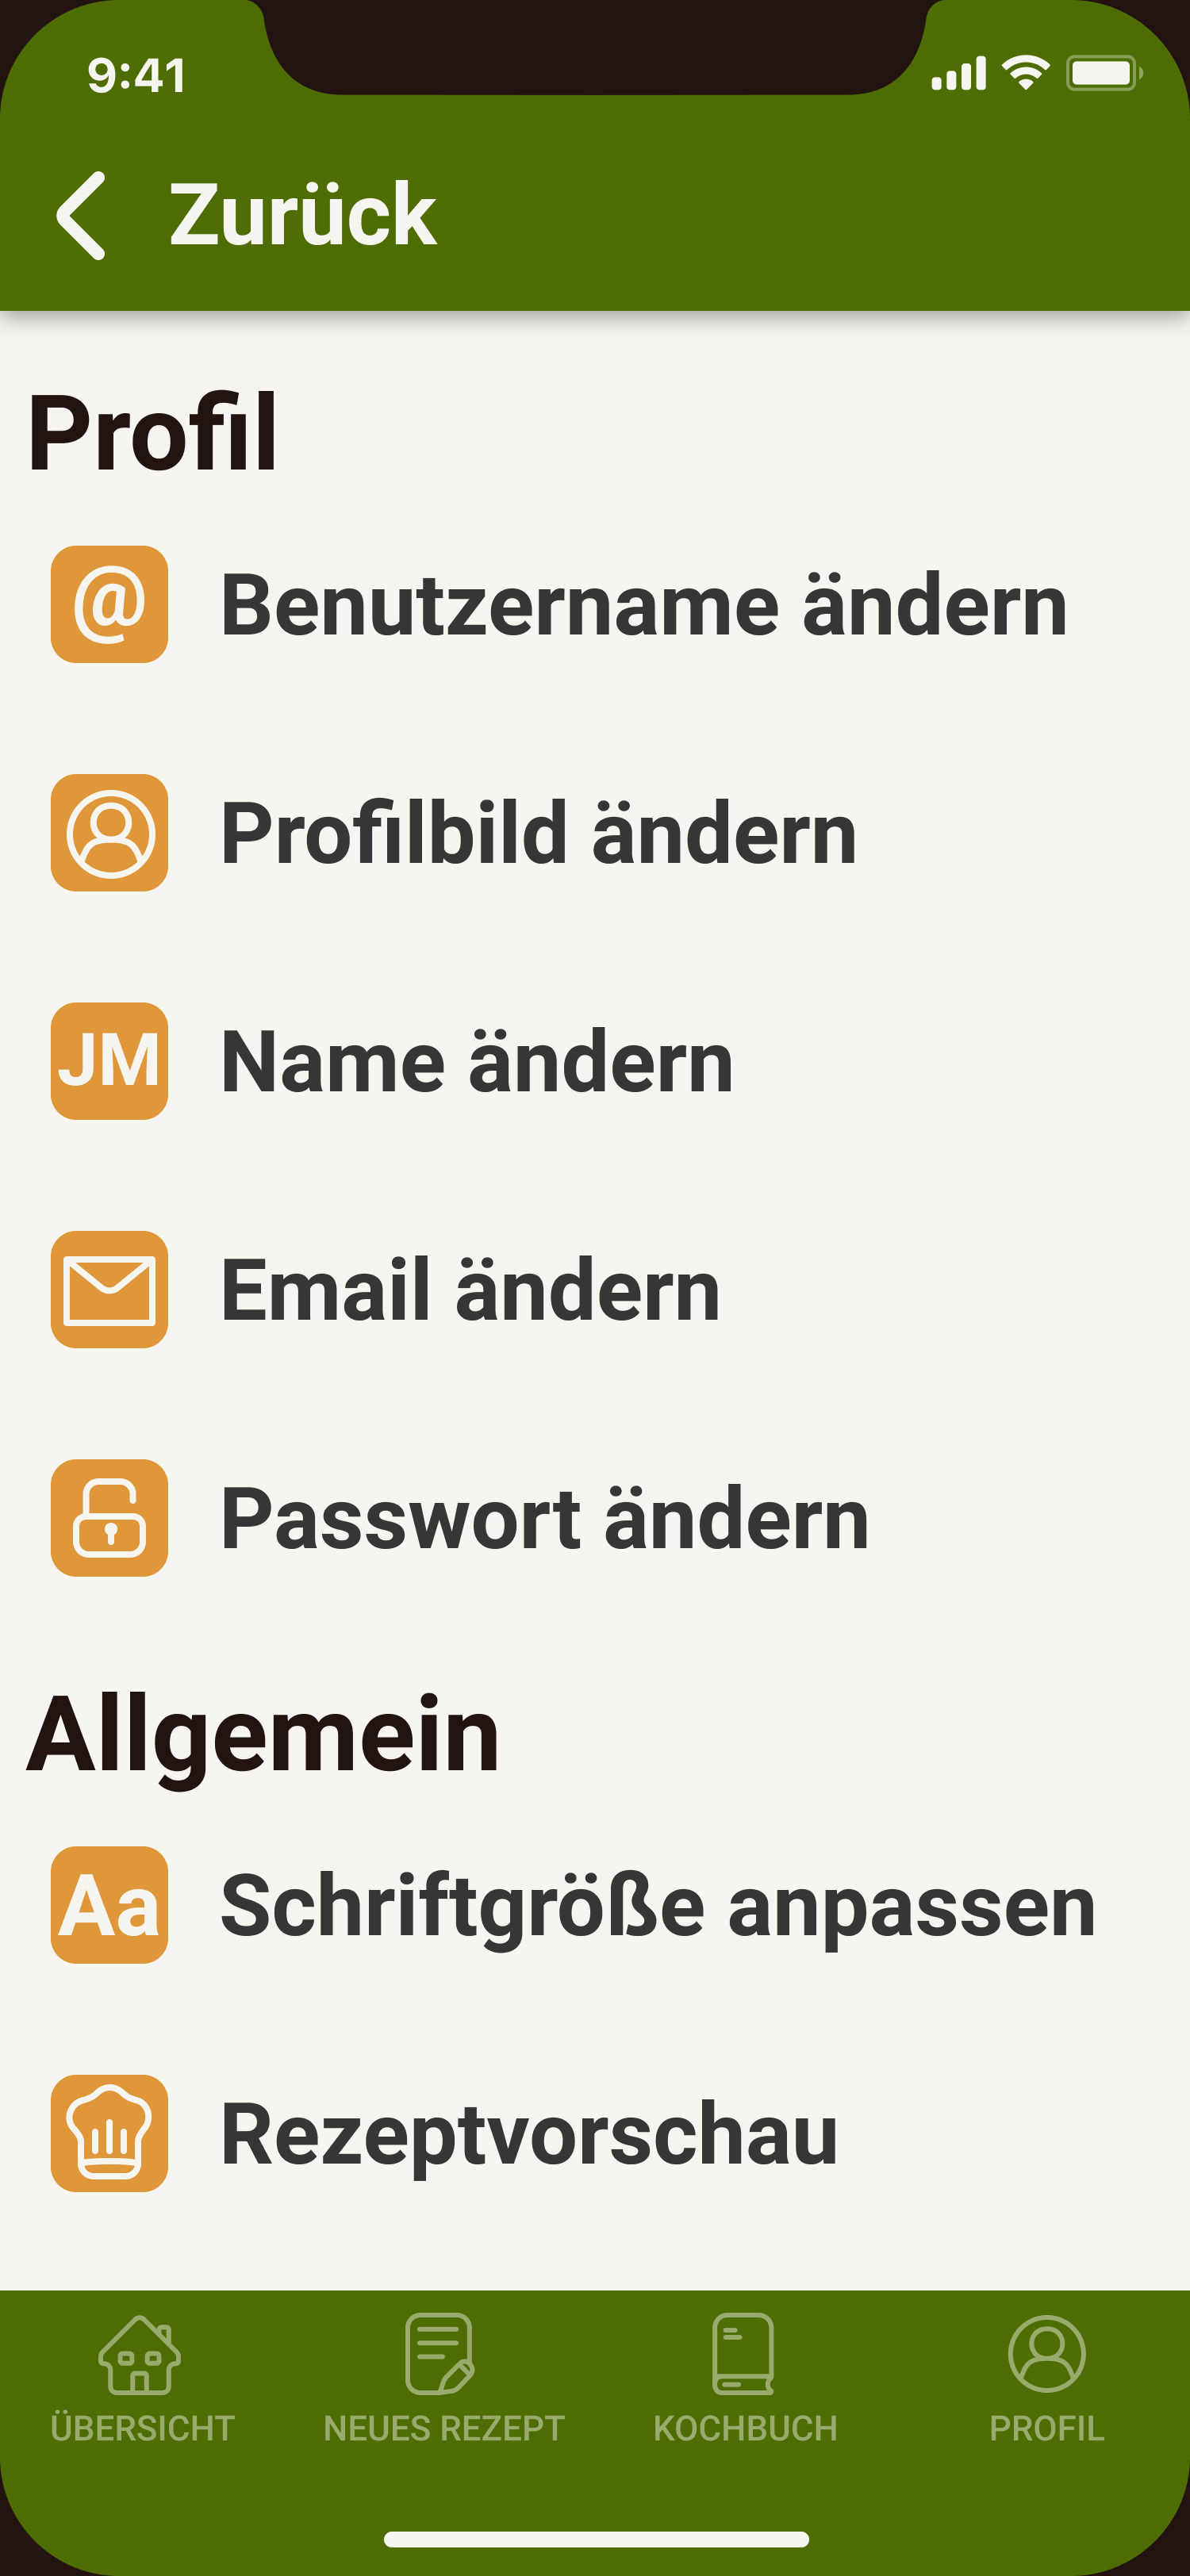 9:41
Zurück
Profil
@ Benutzername ändern
Profilbild ändern
JM Name ändern
Email ändern
Passwort ändern
Allgemein
Aa Schriftgröße anpassen
Rezeptvorschau
ÜBERSICHT NEUES REZEPT KOCHBUCH PROFIL